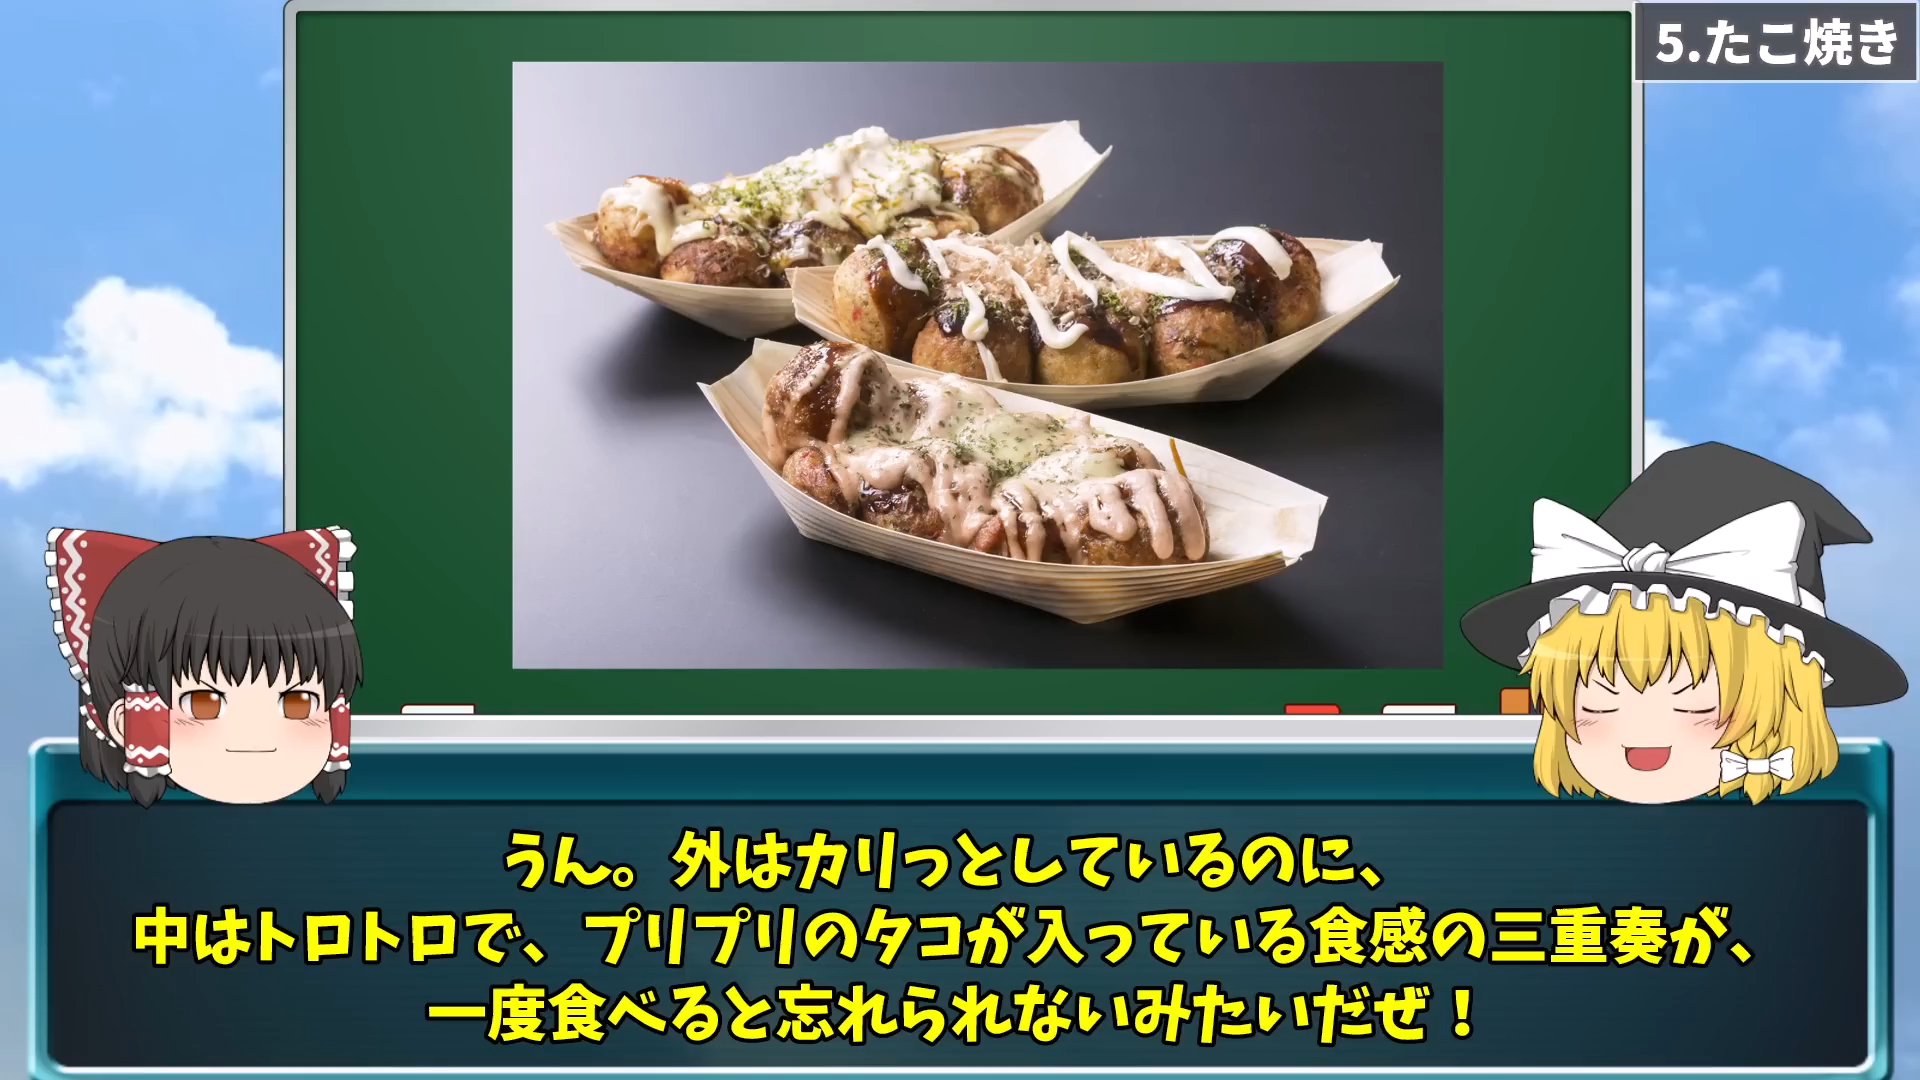 5.たこ焼き
うん。外はカリっとしているのに、
中はトロトロで、プリプリのタコが入っている食感の三重奏が、
一度食べると忘れられないみたいだぜ！